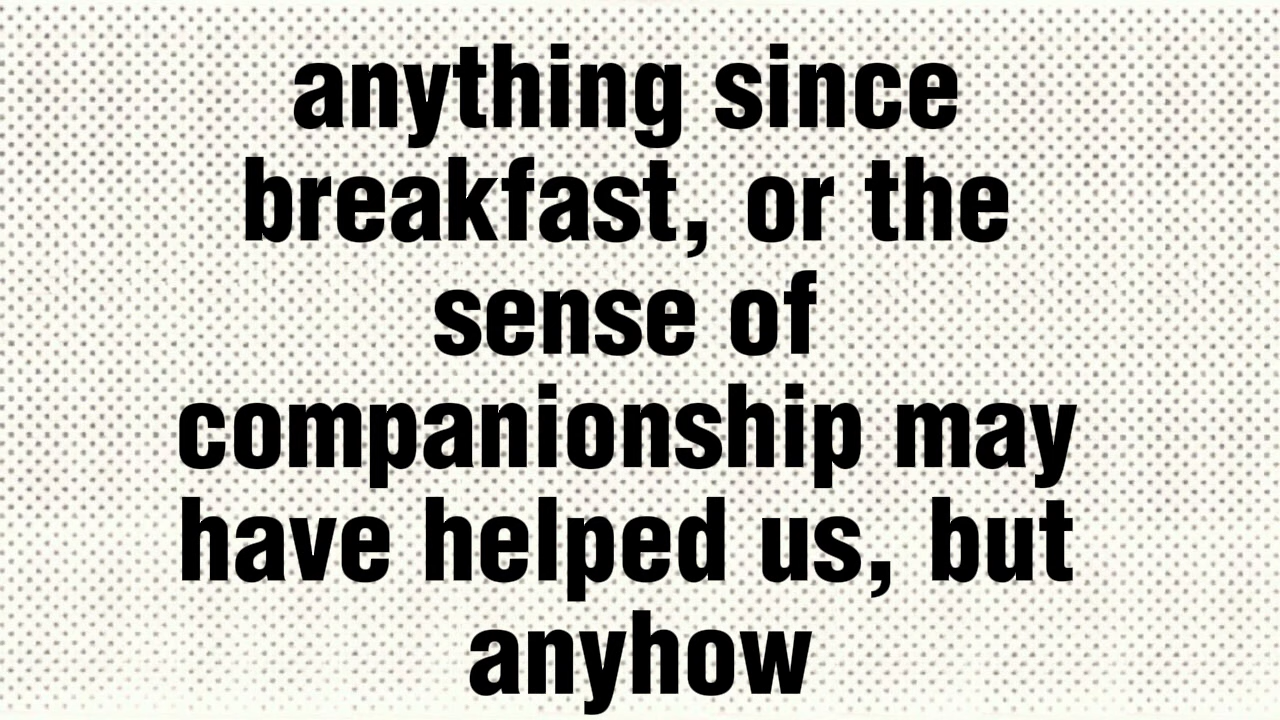 anything since
breakfast, or the
sense of
companionship may
have helped us, but
anyhow